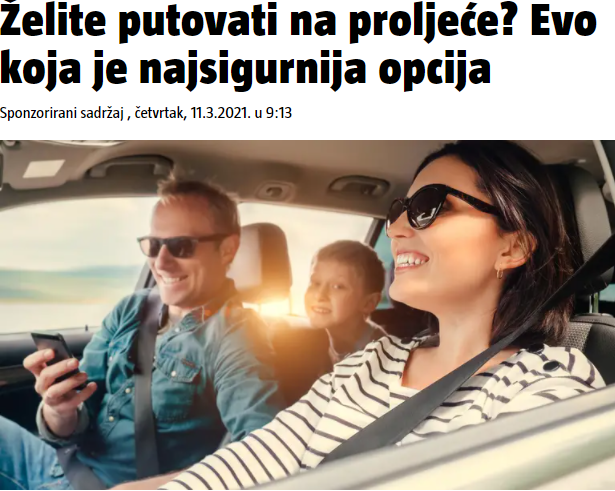 Želite putovati na proljeće? Evo
koja je najsigurnija opcija
Sponzorirani sadržaj , četvrtak, 11.3.2021. u 9:13